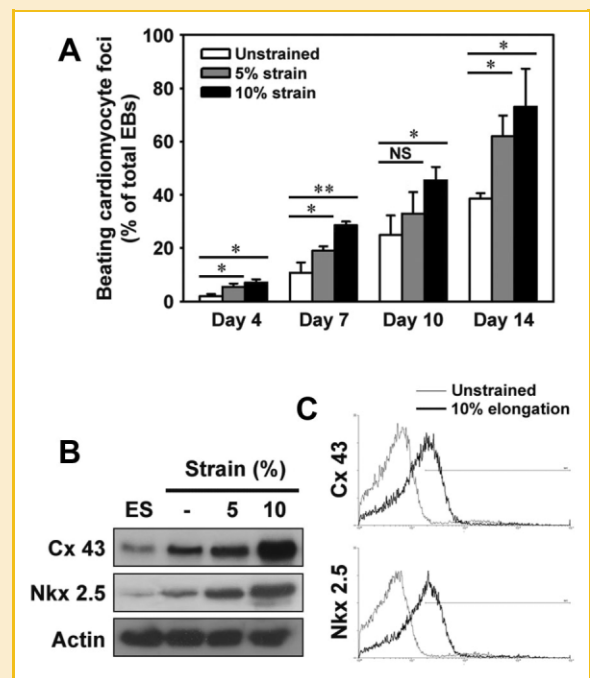 A
Beating cardiomyocyte foci
(% of total EBs)
100
80
60
40
20
0
Unstrained
5% strain
10% strain
*
*
**
*
*
NS
*
*
Day 4
Day 7
Day 10
Day 14
B
Strain (%)
ES
-
5
10
Cx 43
Nkx 2.5
Actin
C
Unstrained
10% elongation
Cx 43
Nkx 2.5